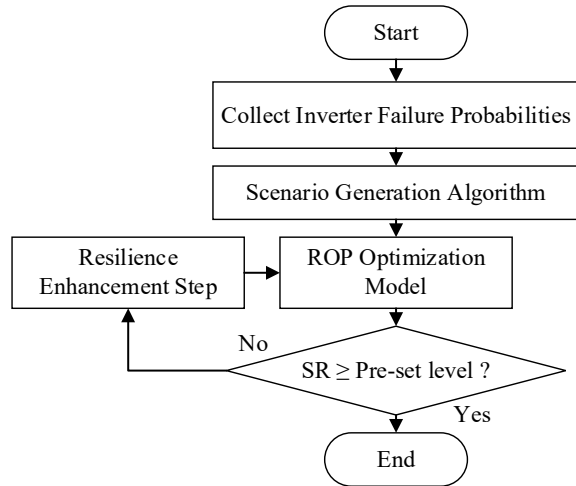 Start
Collect Inverter Failure Probabilities
Scenario Generation Algorithm
Resilience
Enhancement Step
ROP Optimization
Model
No
SR ≥ Pre-set level ?
Yes
End